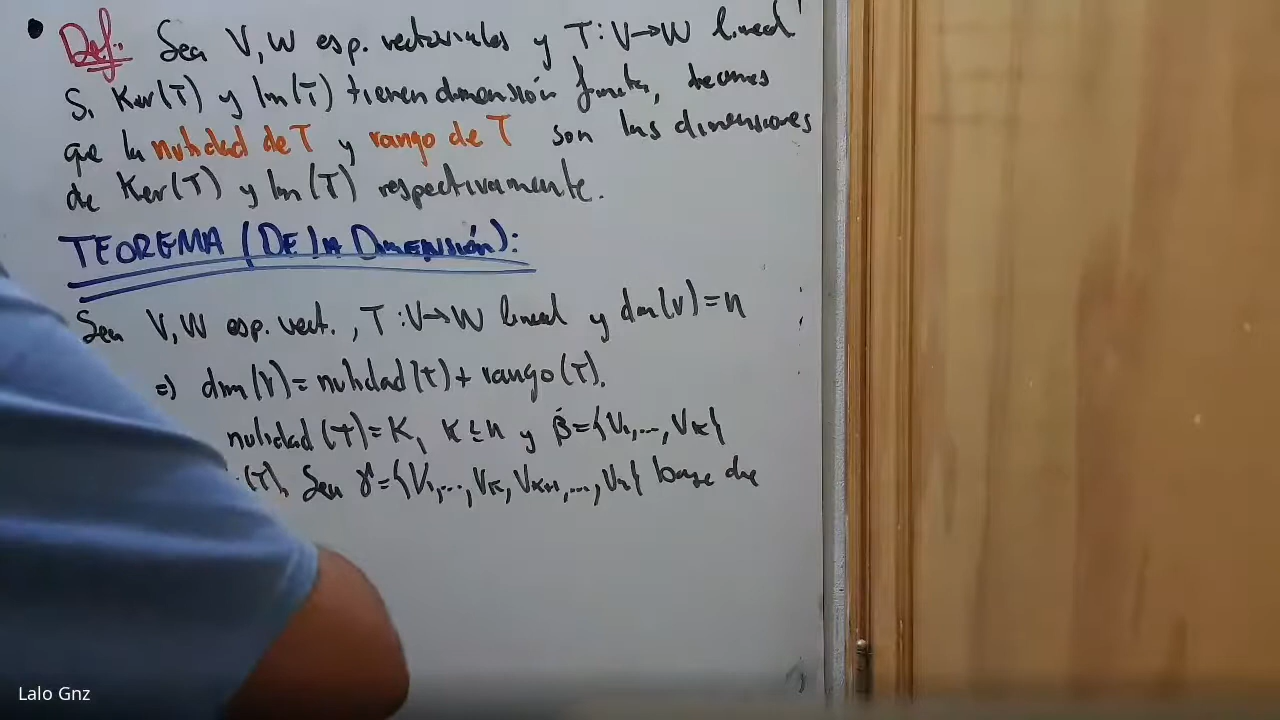 • Def.: Sea V, W esp. vectoriales y T: V→W lineal
Si Ker(T) y Im(T) tienen dimensión finita, decimos
que la nulidad de T y rango de T son las dimensiones
de Ker(T) y Im(T) respectivamente.
TEOREMA (DE LA DIMENSIÓN):
Sea V, W esp. vect., T: V→W lineal y dim(V)=n
⇒) dim(V)= nulidad(T)+rango(T).
nulidad(T)=K, K≤n y β={V1,...,VK}
(T). Sea γ={V1,...,VK,VK+1,...,Vn} base de
Lalo Gnz